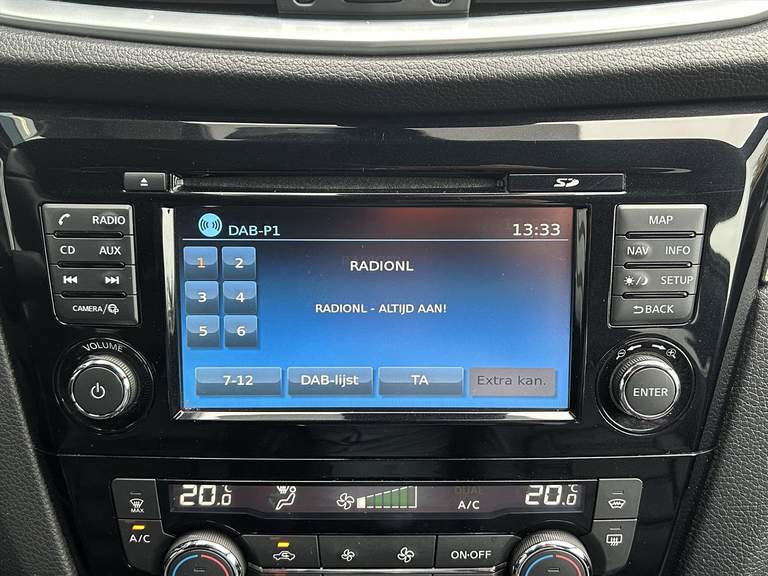 SD
RADIO
MAP
DAB-P1 13:33
CD AUX
NAV INFO
1 2
RADIONL
SETUP
3 4
RADIONL - ALTIJD AAN!
CAMERA/
BACK
5 6
VOLUME
7-12 DAB-lijst TA Extra kan.
ENTER
20.0 °C DUAL 20.0 °C
A/C
MAX
A/C
ON·OFF